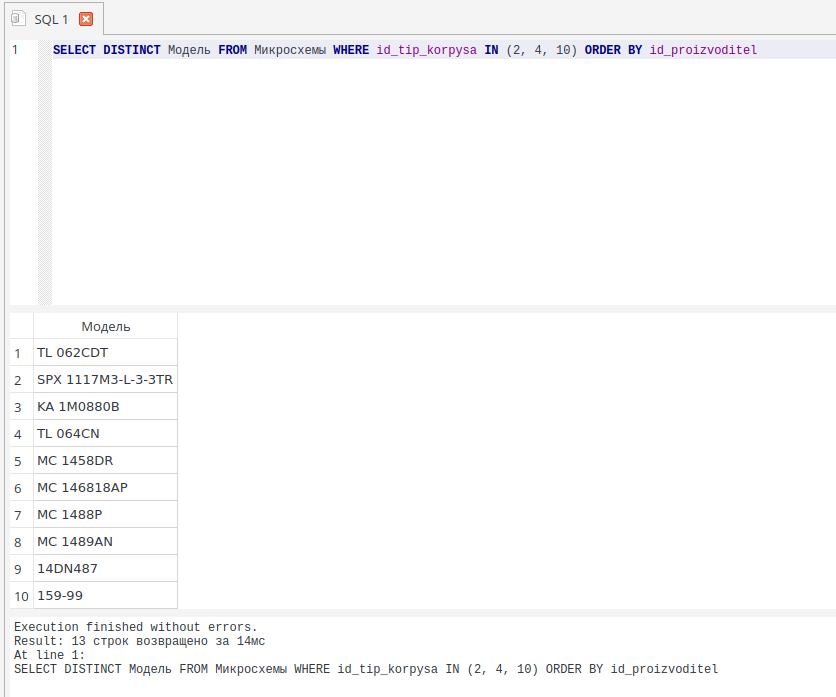 SQL 1
1 SELECT DISTINCT Модель FROM Микросхемы WHERE id_tip_korpysa IN (2, 4, 10) ORDER BY id_proizvoditel
Модель
1 TL 062CDT
2 SPX 1117M3-L-3-3TR
3 KA 1M0880B
4 TL 064CN
5 MC 1458DR
6 MC 146818AP
7 MC 1488P
8 MC 1489AN
9 14DN487
10 159-99
Execution finished without errors.
Result: 13 строк возвращено за 14мс
At line 1:
SELECT DISTINCT Модель FROM Микросхемы WHERE id_tip_korpysa IN (2, 4, 10) ORDER BY id_proizvoditel